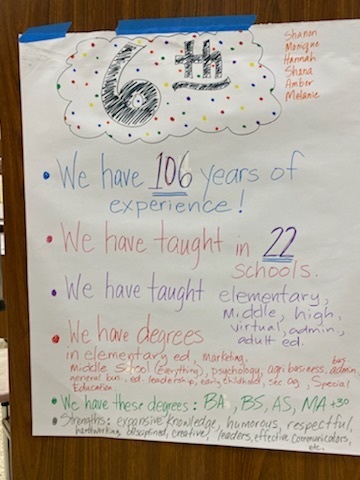 6th
Sharon
Monique
Hannah
Shana
Amber
Melanie
• We have 106 years of
experience!
• We have taught in 22
schools.
• We have taught elementary,
middle, high,
virtual, admin,
adult ed.
• We have degrees
in elementary ed, marketing,
middle school (everything), psychology, agri business, bus. admin,
general bus. ed. leadership, early childhood, sec ag, Special
Education
• We have these degrees: BA, BS, AS, MA +30
• Strengths: expansive knowledge, humorous, respectful,
hardworking, disciplined, creative, leaders, effective communicators,
etc.